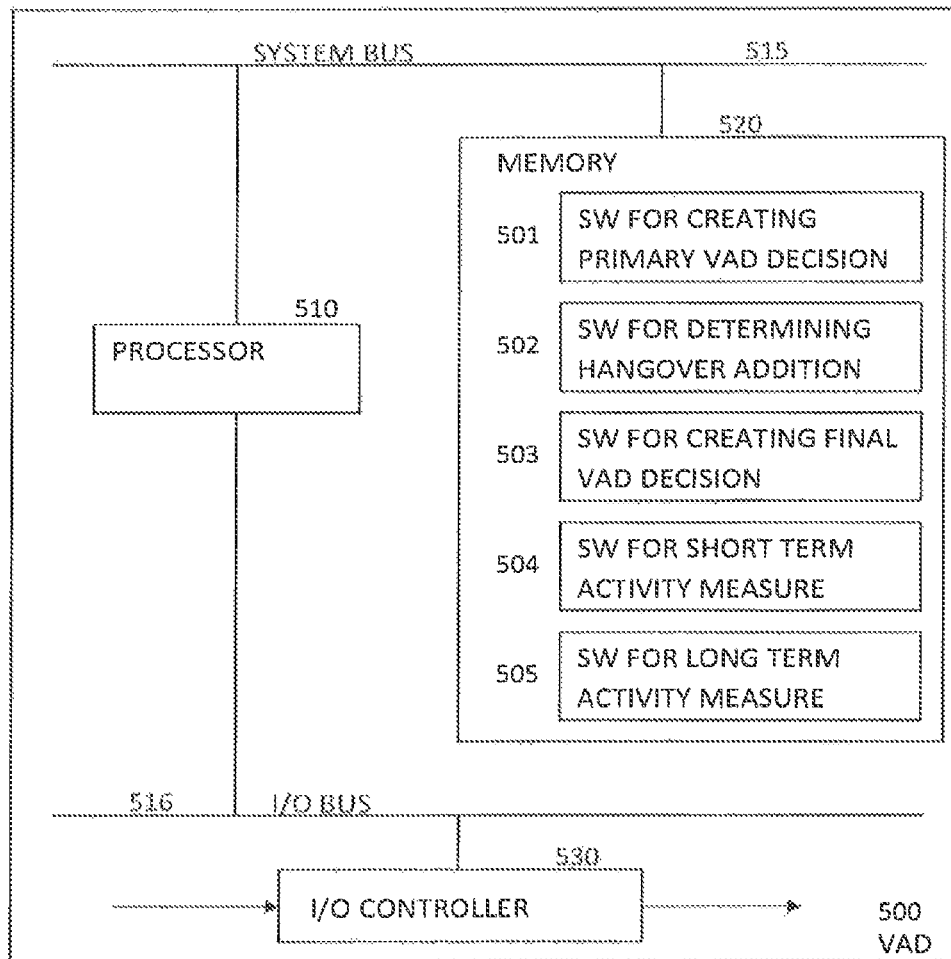 SYSTEM BUS 515
520
MEMORY
501 SW FOR CREATING
PRIMARY VAD DECISION
510
PROCESSOR
502 SW FOR DETERMINING
HANGOVER ADDITION
503 SW FOR CREATING FINAL
VAD DECISION
504 SW FOR SHORT TERM
ACTIVITY MEASURE
505 SW FOR LONG TERM
ACTIVITY MEASURE
516 I/O BUS
530
I/O CONTROLLER
500
VAD